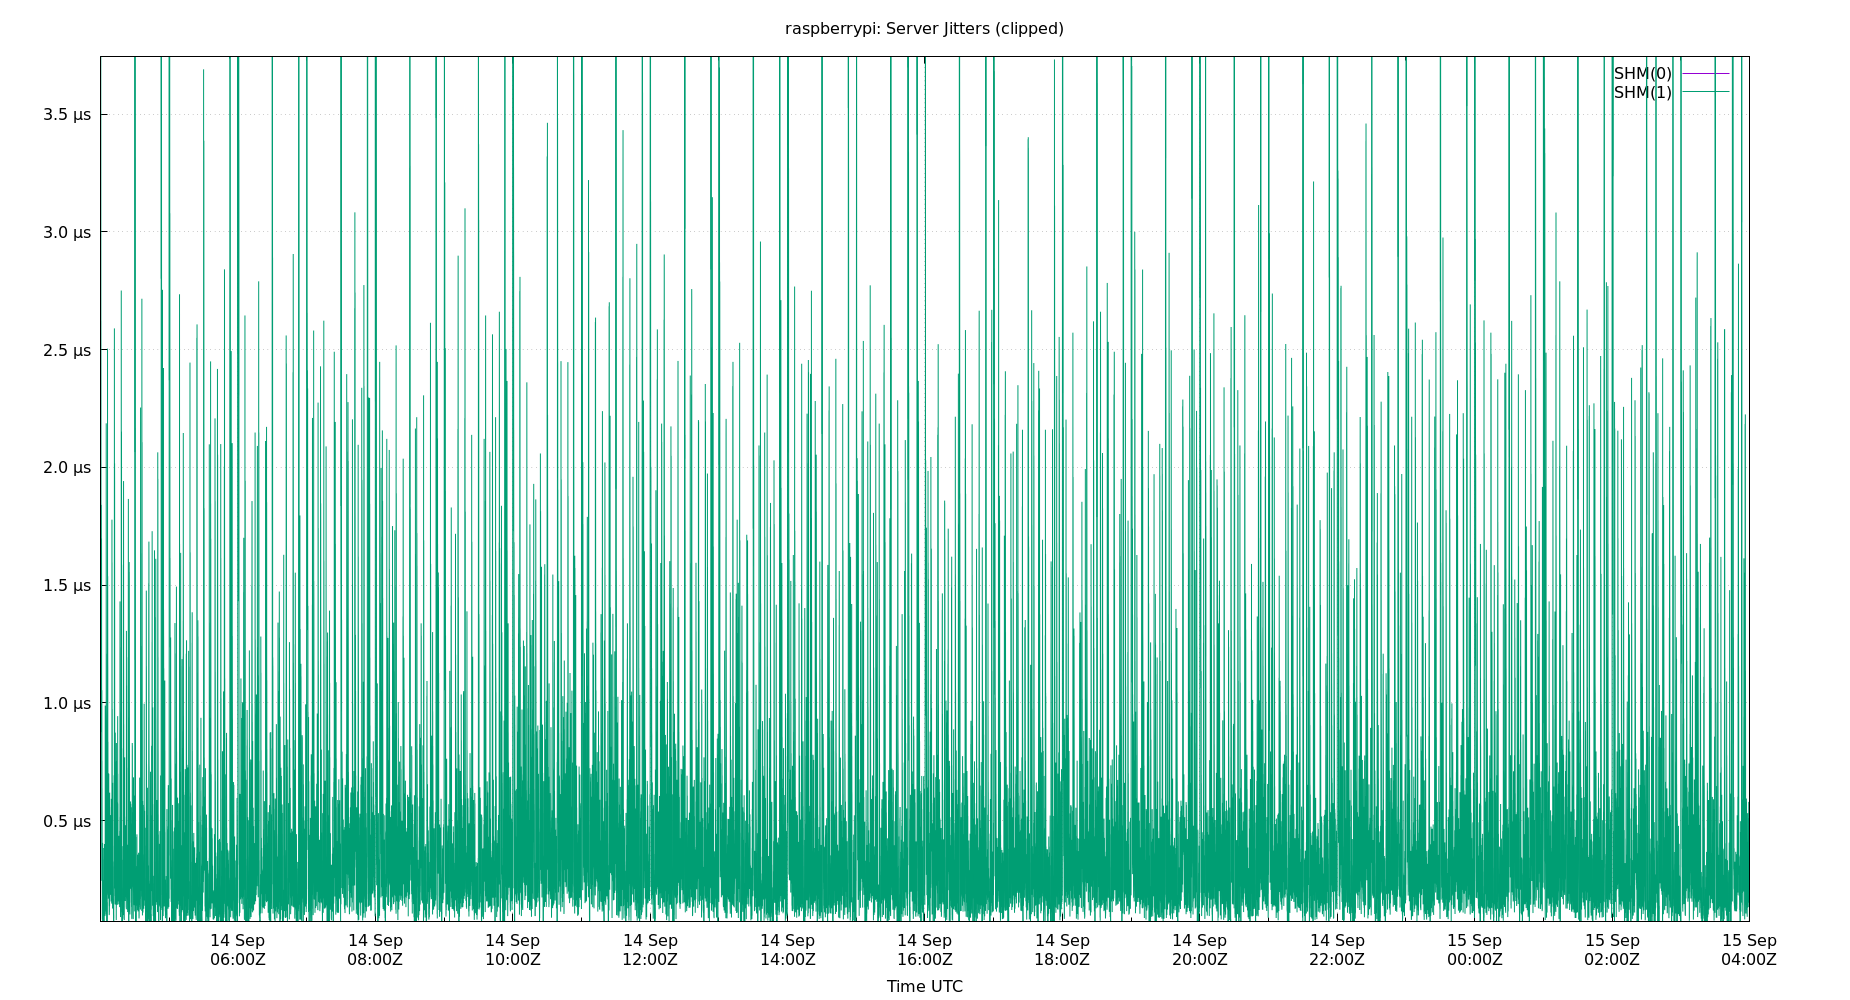 raspberrypi: Server Jitters (clipped)
SHM(0)
SHM(1)
3.5 µs
3.0 µs
2.5 µs
2.0 µs
1.5 µs
1.0 µs
0.5 µs
14 Sep 14 Sep 14 Sep 14 Sep 14 Sep 14 Sep 14 Sep 14 Sep 14 Sep 15 Sep 15 Sep 15 Sep
06:00Z 08:00Z 10:00Z 12:00Z 14:00Z 16:00Z 18:00Z 20:00Z 22:00Z 00:00Z 02:00Z 04:00Z
Time UTC